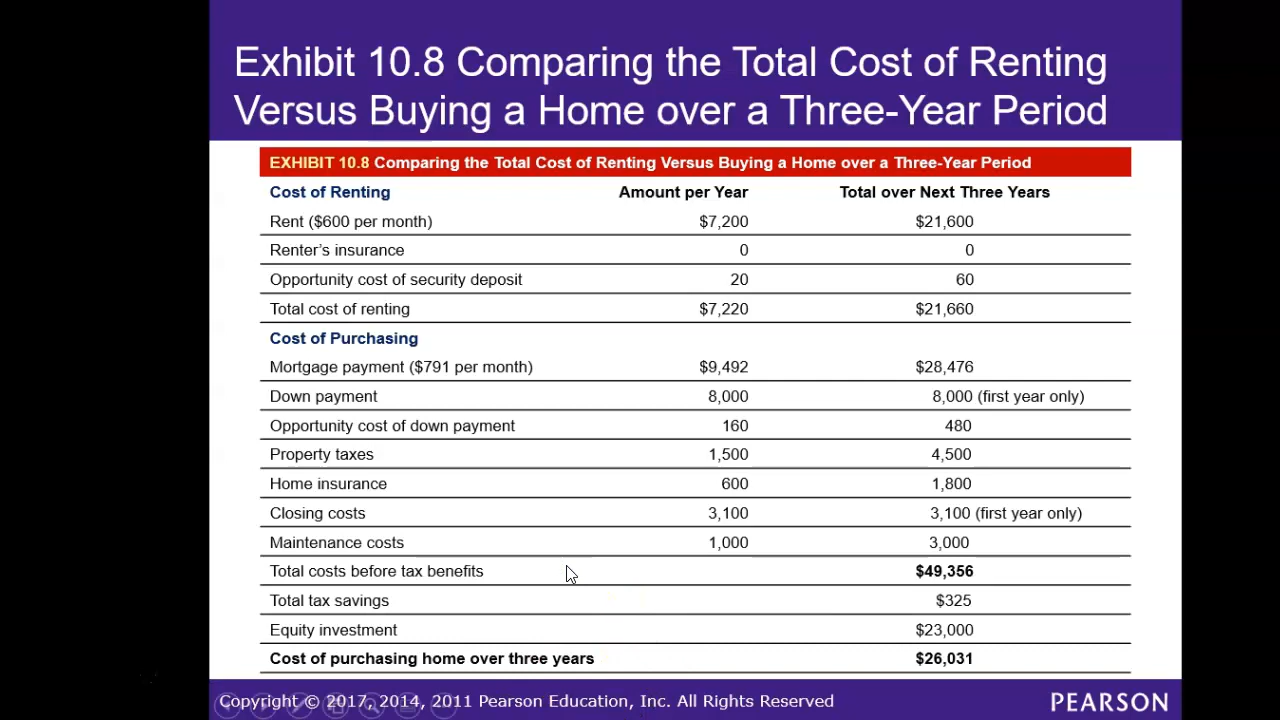 Exhibit 10.8 Comparing the Total Cost of Renting
Versus Buying a Home over a Three-Year Period
EXHIBIT 10.8 Comparing the Total Cost of Renting Versus Buying a Home over a Three-Year Period
Cost of Renting Amount per Year Total over Next Three Years
Rent ($600 per month) $7,200 $21,600
Renter's insurance 0 0
Opportunity cost of security deposit 20 60
Total cost of renting $7,220 $21,660
Cost of Purchasing
Mortgage payment ($791 per month) $9,492 $28,476
Down payment 8,000 8,000 (first year only)
Opportunity cost of down payment 160 480
Property taxes 1,500 4,500
Home insurance 600 1,800
Closing costs 3,100 3,100 (first year only)
Maintenance costs 1,000 3,000
Total costs before tax benefits $49,356
Total tax savings $325
Equity investment $23,000
Cost of purchasing home over three years $26,031
Copyright © 2017, 2014, 2011 Pearson Education, Inc. All Rights Reserved PEARSON